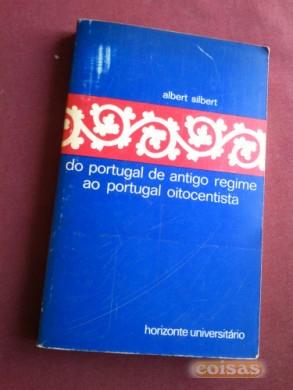 albert silbert
do portugal de antigo regime
ao portugal oitocentista
horizonte universitário
coisas